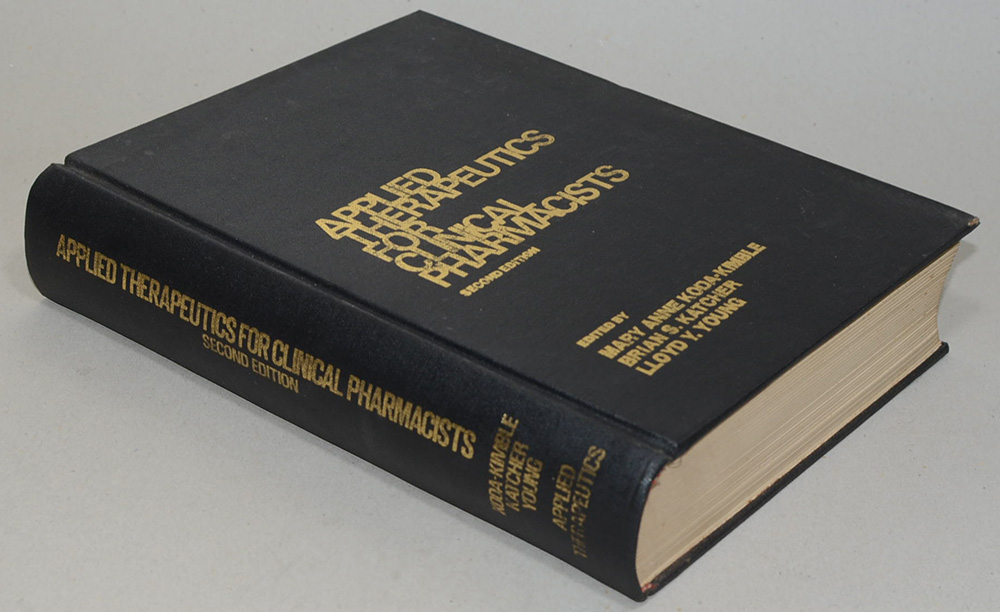 APPLIED
THERAPEUTICS
FOR
CLINICAL
PHARMACISTS
SECOND EDITION
EDITED BY
MARY ANNE KODA-KIMBLE
BRIAN S. KATCHER
LLOYD Y. YOUNG
APPLIED THERAPEUTICS FOR CLINICAL PHARMACISTS
SECOND EDITION
KODA-KIMBLE
KATCHER
YOUNG
APPLIED
THERAPEUTICS